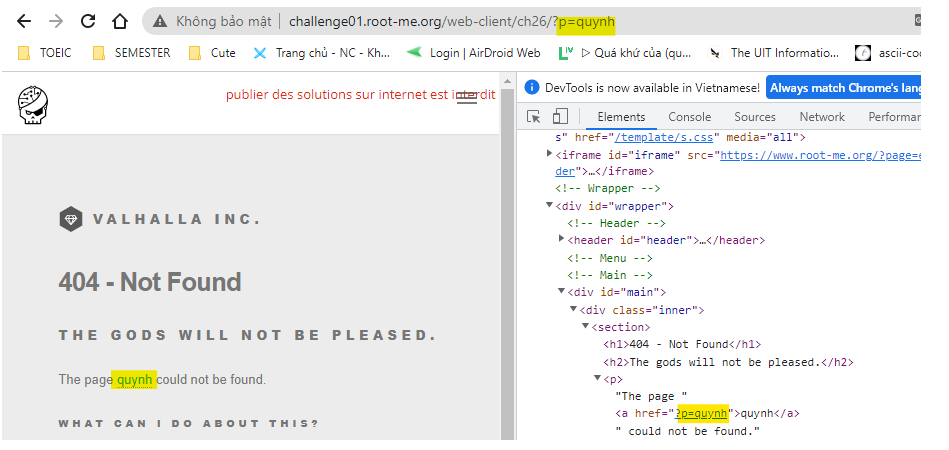 Không bảo mật | challenge01.root-me.org/web-client/ch26/?p=quynh
TOEIC SEMESTER Cute Trang chủ - NC - Kh... Login | AirDroid Web ▷ Quá khứ của (qu... The UIT Informatio... ascii-coo
publier des solutions sur internet est interdit
VALHALLA INC.
404 - Not Found
THE GODS WILL NOT BE PLEASED.
The page quynh could not be found.
WHAT CAN I DO ABOUT THIS?
DevTools is now available in Vietnamese! Always match Chrome's lang
Elements Console Sources Network Performan
s" href="/template/s.css" media="all">
<iframe id="iframe" src="https://www.root-me.org/?page=e
der">…</iframe>
<!-- Wrapper -->
<div id="wrapper">
<!-- Header -->
<header id="header">…</header>
<!-- Menu -->
<!-- Main -->
<div id="main">
<div class="inner">
<section>
<h1>404 - Not Found</h1>
<h2>The gods will not be pleased.</h2>
<p>
"The page "
<a href="?p=quynh">quynh</a>
" could not be found."